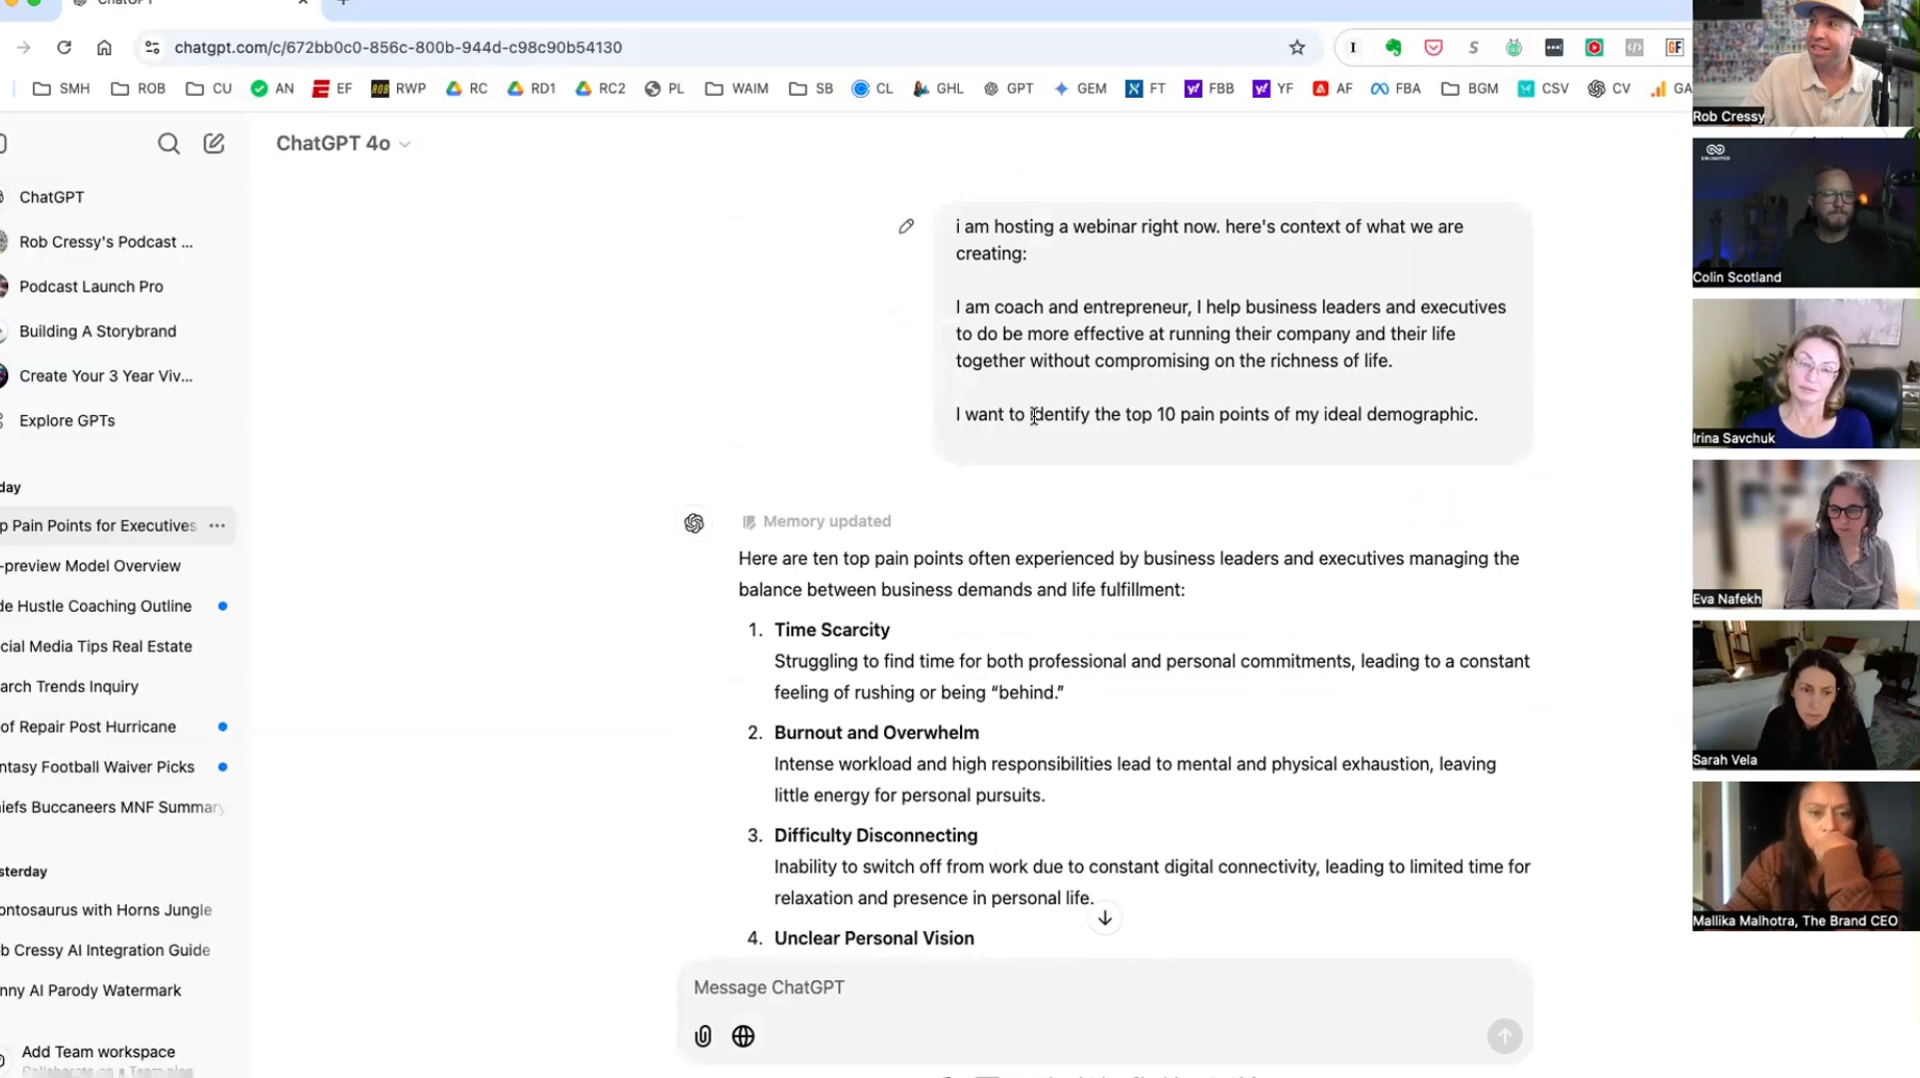 ChatGPT
chatgpt.com/c/672bb0c0-856c-800b-944d-c98c90b54130
SMH ROB CU AN EF RWP RC RD1 RC2 PL WAIM SB CL GHL GPT GEM FT FBB YF AF FBA BGM CSV CV GA
ChatGPT 4o
ChatGPT
Rob Cressy's Podcast ...
Podcast Launch Pro
Building A Storybrand
Create Your 3 Year Viv...
Explore GPTs
day
p Pain Points for Executives
-preview Model Overview
de Hustle Coaching Outline
cial Media Tips Real Estate
arch Trends Inquiry
of Repair Post Hurricane
ntasy Football Waiver Picks
iefs Buccaneers MNF Summary
sterday
ontosaurus with Horns Jungle
b Cressy AI Integration Guide
nny AI Parody Watermark
Add Team workspace
i am hosting a webinar right now. here's context of what we are
creating:
I am coach and entrepreneur, I help business leaders and executives
to do be more effective at running their company and their life
together without compromising on the richness of life.
I want to identify the top 10 pain points of my ideal demographic.
Memory updated
Here are ten top pain points often experienced by business leaders and executives managing the
balance between business demands and life fulfillment:
1. Time Scarcity
Struggling to find time for both professional and personal commitments, leading to a constant
feeling of rushing or being “behind.”
2. Burnout and Overwhelm
Intense workload and high responsibilities lead to mental and physical exhaustion, leaving
little energy for personal pursuits.
3. Difficulty Disconnecting
Inability to switch off from work due to constant digital connectivity, leading to limited time for
relaxation and presence in personal life.
4. Unclear Personal Vision
Message ChatGPT
Rob Cressy
UNLIMITED
Colin Scotland
Irina Savchuk
Eva Nafekh
Sarah Vela
Mallika Malhotra, The Brand CEO